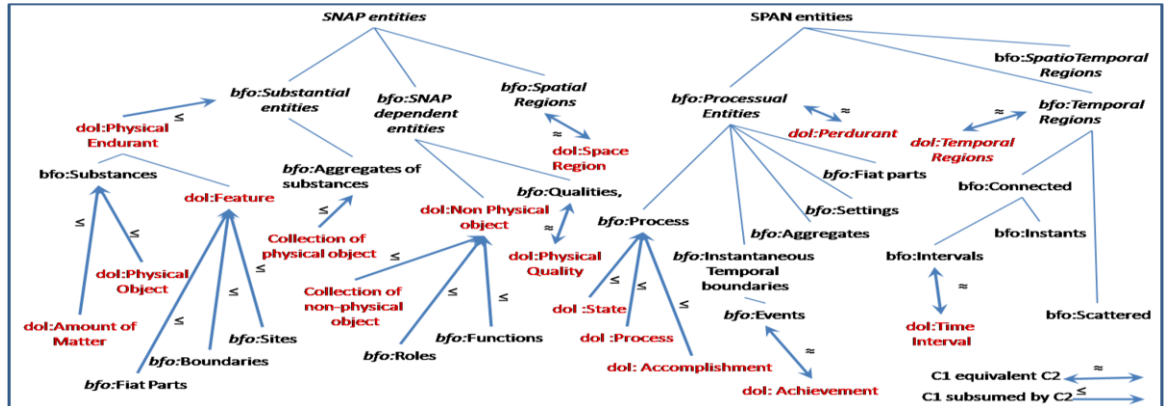 SNAP entities
SPAN entities
bfo:SpatioTemporal
Regions
bfo:Substantial
entities
bfo:SNAP
dependent
entities
bfo:Spatial
Regions
bfo:Processual
Entities
≈
dol:Perdurant
≈
bfo:Temporal
Regions
≤
dol:Physical
Endurant
≈
dol:Space
Region
dol:Temporal
Regions
bfo:Substances
bfo:Aggregates of
substances
bfo:Fiat parts
bfo:Connected
dol:Feature
bfo:Qualities,
dol:Non Physical
object
bfo:Process
bfo:Settings
bfo:Instants
≤
≤
≤
≤
≤
≤
Collection of
physical object
≈
bfo:Aggregates
dol:Physical
Object
dol:Physical
Quality
bfo:Instantaneous
Temporal
boundaries
bfo:Intervals
≤
≤
≤
≤
≤
≤
≈
Collection of
non-physical
object
dol :State
dol:Amount of
Matter
bfo:Sites
bfo:Functions
dol :Process
bfo:Events
dol:Time
Interval
bfo:Scattered
bfo:Boundaries
bfo:Roles
≈
bfo:Fiat Parts
dol: Accomplishment
dol: Achievement
C1 equivalent C2 ≈
C1 subsumed by C2 ≤